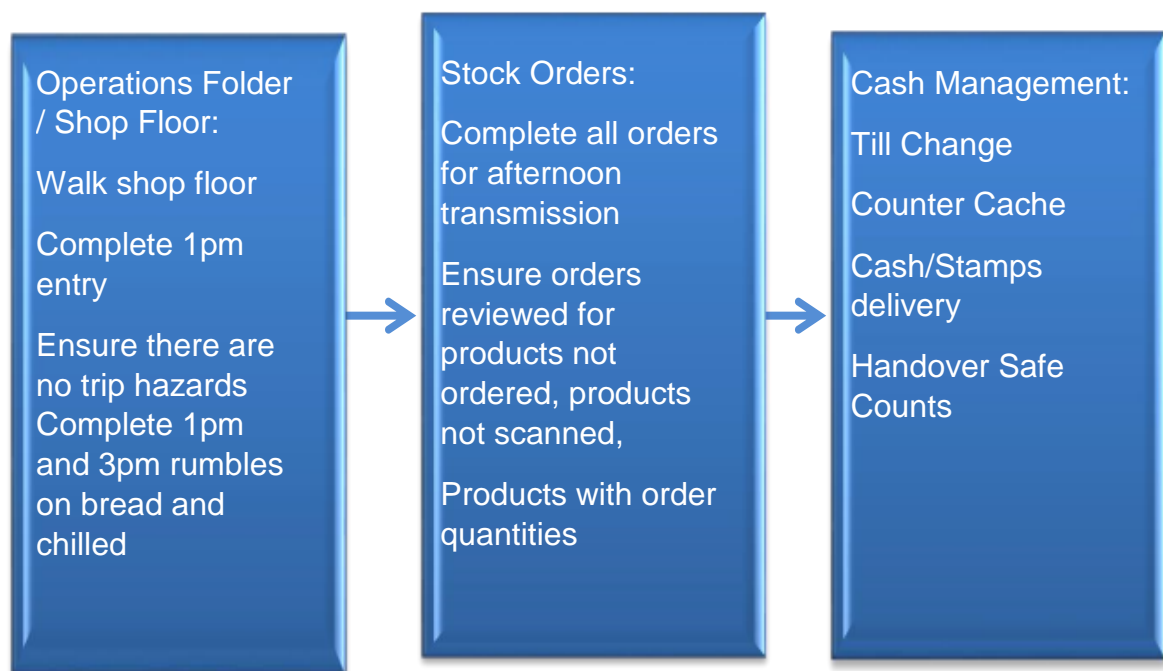 Operations Folder
/ Shop Floor:
Walk shop floor
Complete 1pm
entry
Ensure there are
no trip hazards
Complete 1pm
and 3pm rumbles
on bread and
chilled
Stock Orders:
Complete all orders
for afternoon
transmission
Ensure orders
reviewed for
products not
ordered, products
not scanned,
Products with order
quantities
Cash Management:
Till Change
Counter Cache
Cash/Stamps
delivery
Handover Safe
Counts